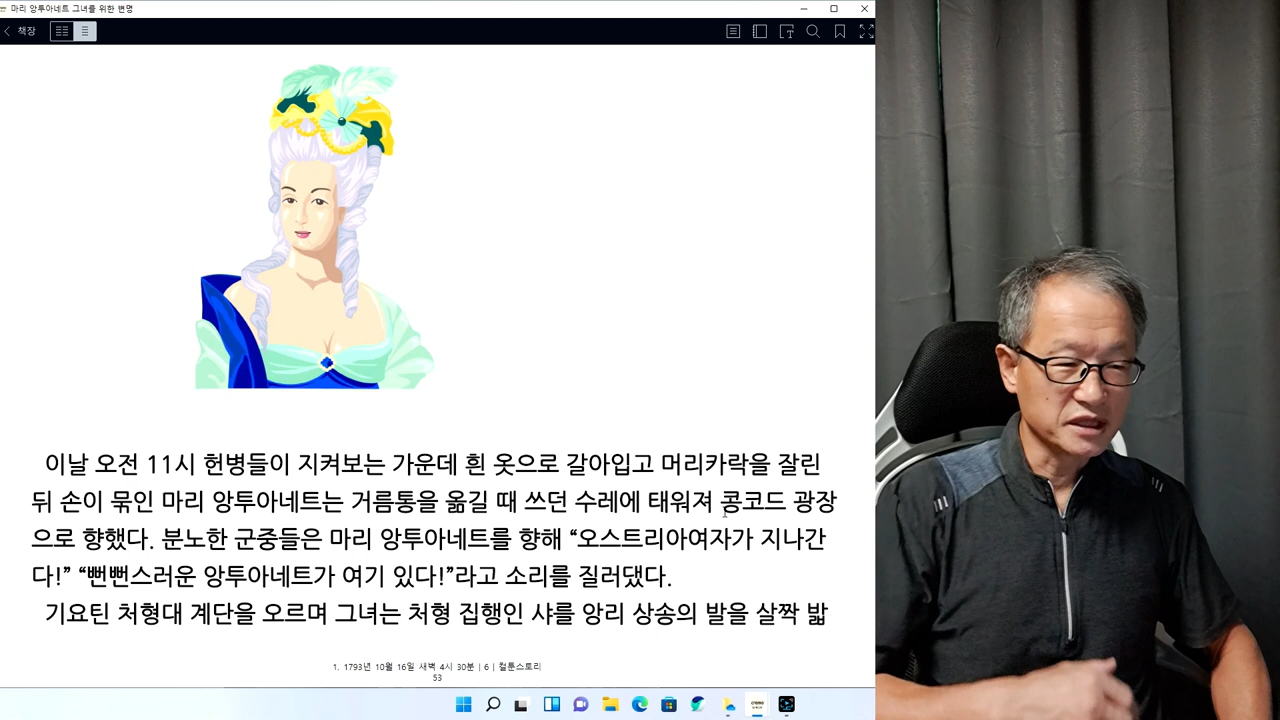 마리 앙투아네트 그녀를 위한 변명
책장
이날 오전 11시 헌병들이 지켜보는 가운데 흰 옷으로 갈아입고 머리카락을 잘린
뒤 손이 묶인 마리 앙투아네트는 거름통을 옮길 때 쓰던 수레에 태워져 콩코드 광장
으로 향했다. 분노한 군중들은 마리 앙투아네트를 향해 “오스트리아여자가 지나간
다!” “뻔뻔스러운 앙투아네트가 여기 있다!”라고 소리를 질러댔다.
기요틴 처형대 계단을 오르며 그녀는 처형 집행인 샤를 앙리 상송의 발을 살짝 밟
1. 1793년 10월 16일 새벽 4시 30분 | 6 | 컬툰스토리
53